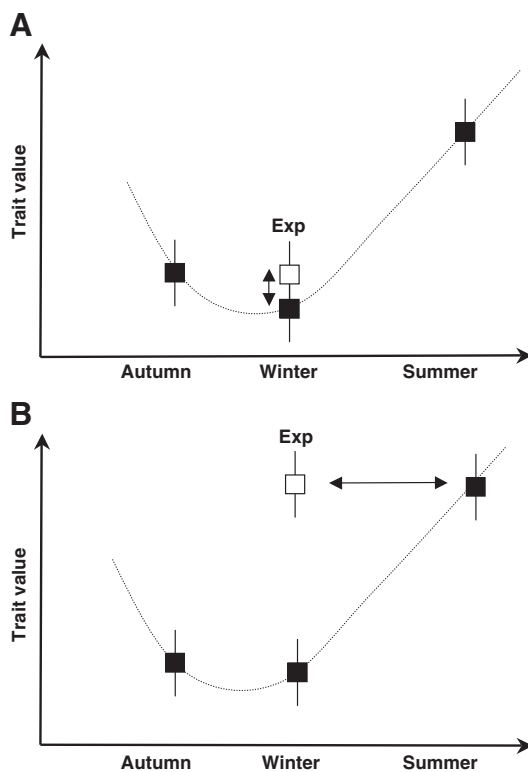 A
Trait value
Exp
Autumn Winter Summer
B
Trait value
Exp
Autumn Winter Summer